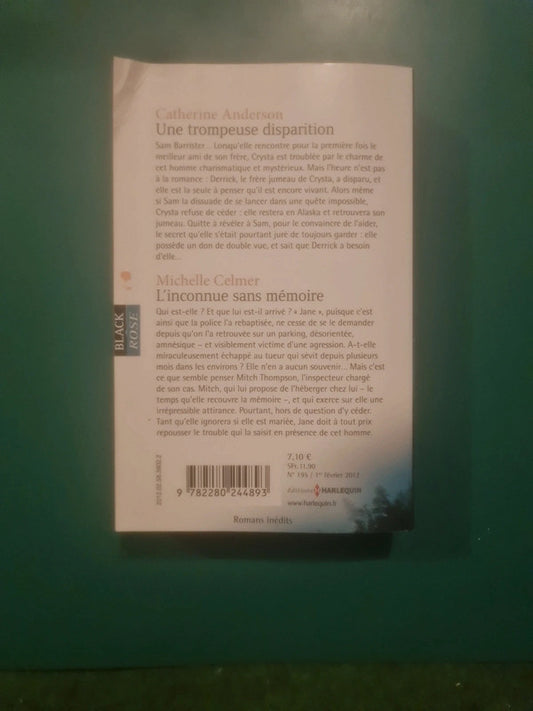 Catherine Anderson
Une trompeuse disparition
Sam Barrister... Lorsqu'elle rencontre pour la première fois le
meilleur ami de son frère, Crysta est troublée par le charme de
cet homme charismatique et mystérieux. Mais l'heure n'est pas
à la romance : Derrick, le frère jumeau de Crysta, a disparu, et
elle est la seule à penser qu'il est encore vivant. Alors même
si Sam la dissuade de se lancer dans une quête impossible,
Crysta refuse de céder : elle restera en Alaska et retrouvera son
jumeau. Quitte à révéler à Sam, pour le convaincre de l'aider,
le secret qu'elle s'était pourtant juré de toujours garder : elle
possède un don de double vue, et sait que Derrick a besoin
d'elle...
Michelle Celmer
L'inconnue sans mémoire
Qui est-elle ? Et que lui est-il arrivé ? « Jane », puisque c'est
ainsi que la police l'a rebaptisée, ne cesse de se le demander
depuis qu'on l'a retrouvée sur un parking, désorientée,
amnésique – et visiblement victime d'une agression. A-t-elle
miraculeusement échappé au tueur qui sévit depuis plusieurs
mois dans les environs ? Elle n'en a aucun souvenir... Mais c'est
ce que semble penser Mitch Thompson, l'inspecteur chargé
de son cas. Mitch, qui lui propose de l'héberger chez lui – le
temps qu'elle recouvre la mémoire –, et qui exerce sur elle une
irrépressible attirance. Pourtant, hors de question d'y céder.
Tant qu'elle ignorera si elle est mariée, Jane doit à tout prix
repousser le trouble qui la saisit en présence de cet homme.
BLACK
ROSE
9 782280 244893
7,10 €
SFr. 11.90
N° 195 / 1er février 2012
éditions HARLEQUIN
www.harlequin.fr
Romans Inédits